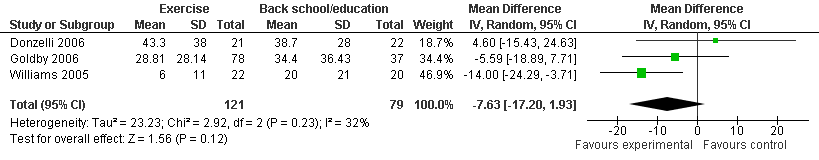 Exercise Back school/education Mean Difference Mean Difference
Study or Subgroup Mean SD Total Mean SD Total Weight IV, Random, 95% CI IV, Random, 95% CI
Donzelli 2006 43.3 38 21 38.7 28 22 18.7% 4.60 [-15.43, 24.63]
Goldby 2006 28.81 28.14 78 34.4 36.43 37 34.4% -5.59 [-18.89, 7.71]
Williams 2005 6 11 22 20 21 20 46.9% -14.00 [-24.29, -3.71]
Total (95% CI) 121 79 100.0% -7.63 [-17.20, 1.93]
Heterogeneity: Tau² = 23.23; Chi² = 2.92, df = 2 (P = 0.23); I² = 32%
Test for overall effect: Z = 1.56 (P = 0.12)
-20 -10 0 10 20
Favours experimental Favours control